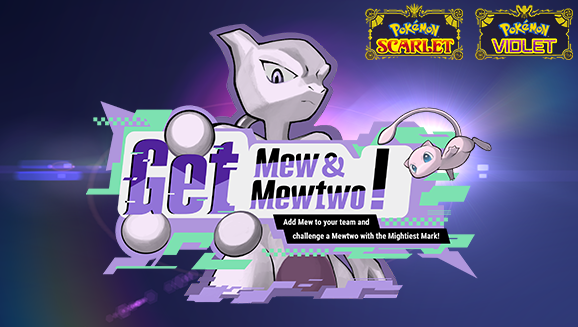 POKÉMON
SCARLET
POKÉMON
VIOLET
Get
Mew &
Mewtwo!
Add Mew to your team and
challenge a Mewtwo with the Mightiest Mark!